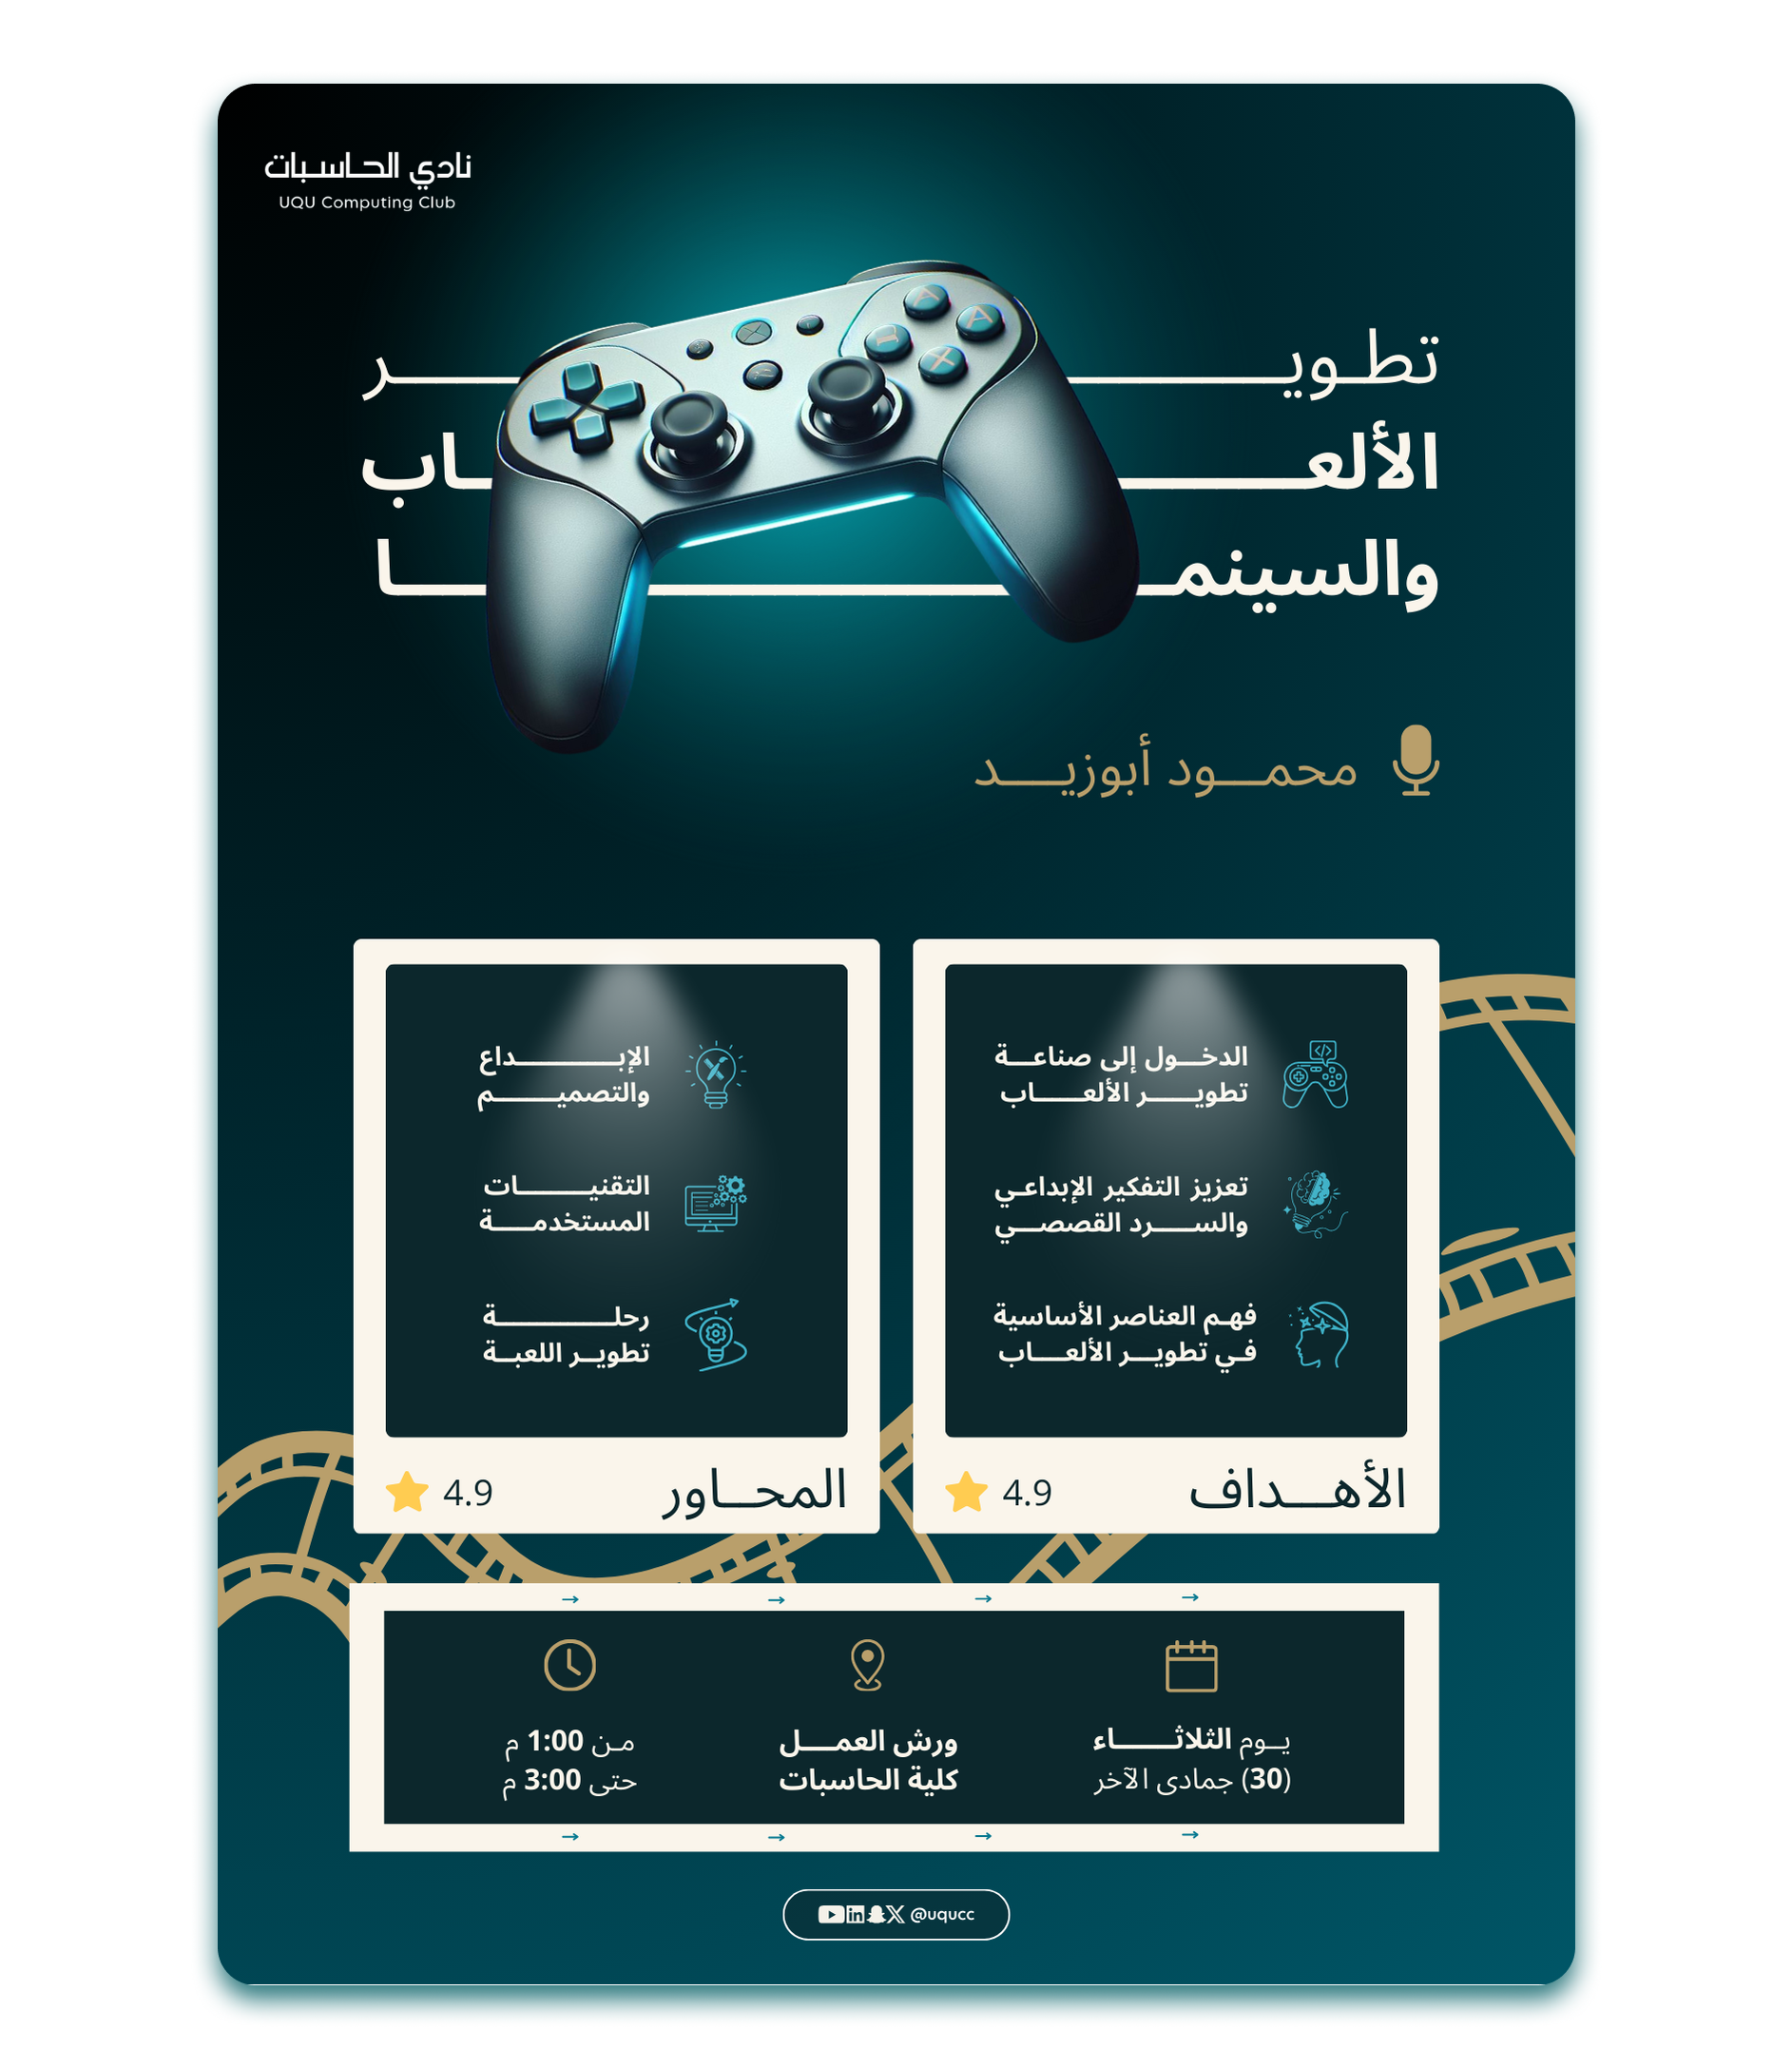 نادي الحاسبات
UQU Computing Club
تطوير
الألعاب
والسينما
محمود أبوزيد
الدخول إلى صناعة
تطوير الألعاب
تعزيز التفكير الإبداعي
والسرد القصصي
فهم العناصر الأساسية
في تطوير الألعاب
الأهداف
4.9
الإبداع
والتصميم
التقنيات
المستخدمة
رحلة
تطوير اللعبة
المحاور
4.9
يوم الثلاثاء
(30) جمادى الآخر
ورش العمل
كلية الحاسبات
من 1:00 م
حتى 3:00 م
@uqucc